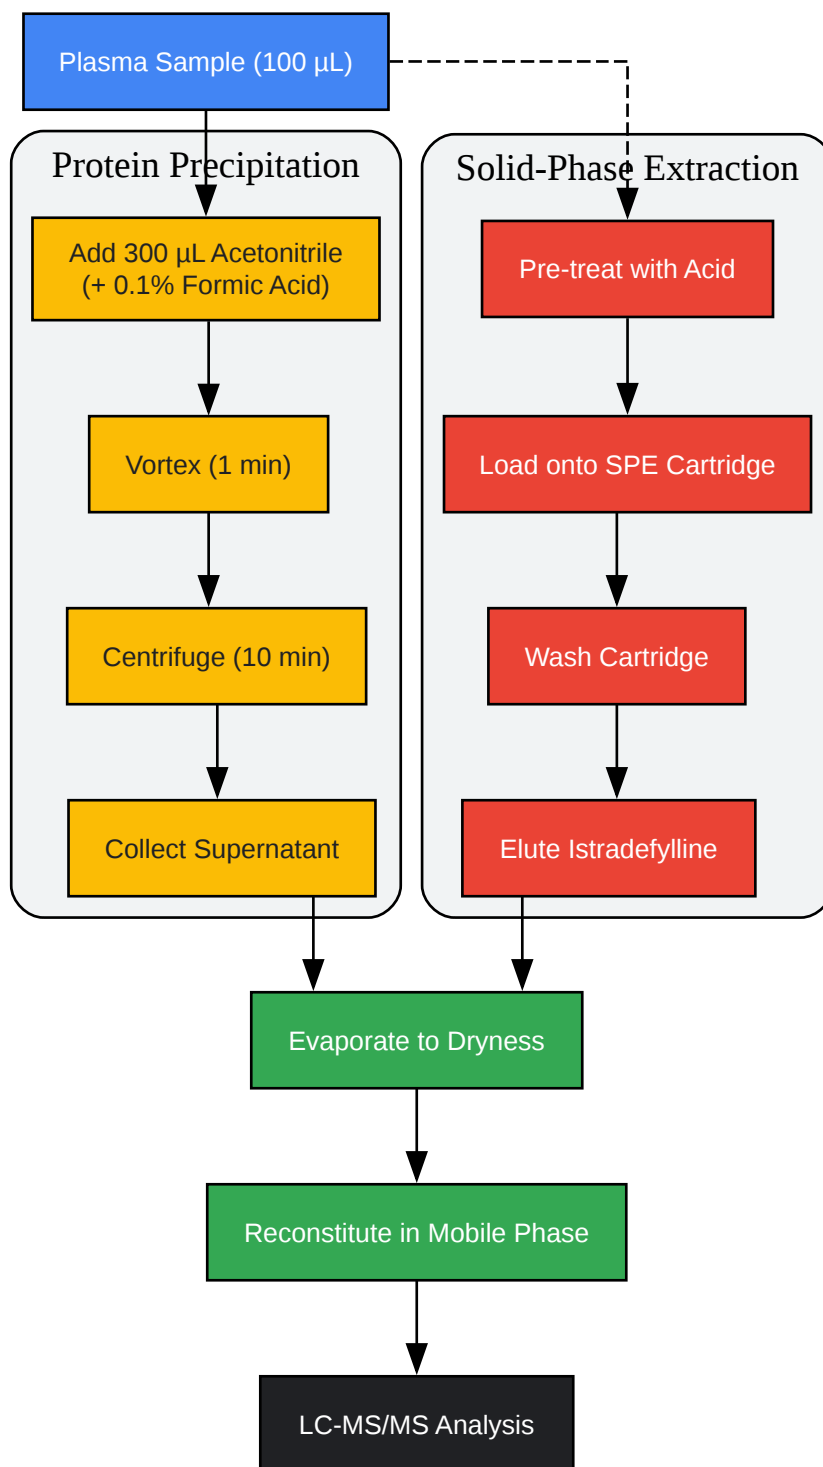 Plasma Sample (100 µL)
Protein Precipitation
Add 300 µL Acetonitrile
(+ 0.1% Formic Acid)
Vortex (1 min)
Centrifuge (10 min)
Collect Supernatant
Solid-Phase Extraction
Pre-treat with Acid
Load onto SPE Cartridge
Wash Cartridge
Elute Istradefylline
Evaporate to Dryness
Reconstitute in Mobile Phase
LC-MS/MS Analysis